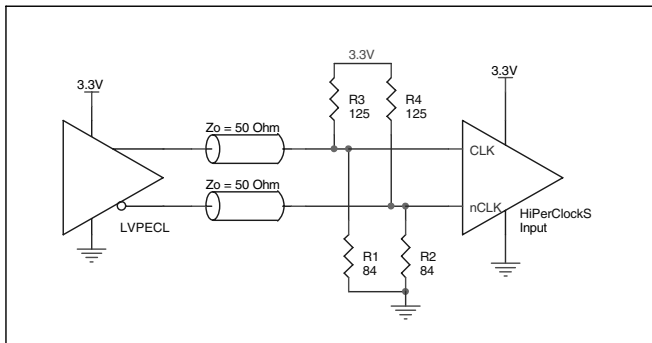 3.3V
3.3V
3.3V
R3
125
R4
125
Zo = 50 Ohm
CLK
Zo = 50 Ohm
nCLK
HiPerClockS
Input
LVPECL
R1
84
R2
84